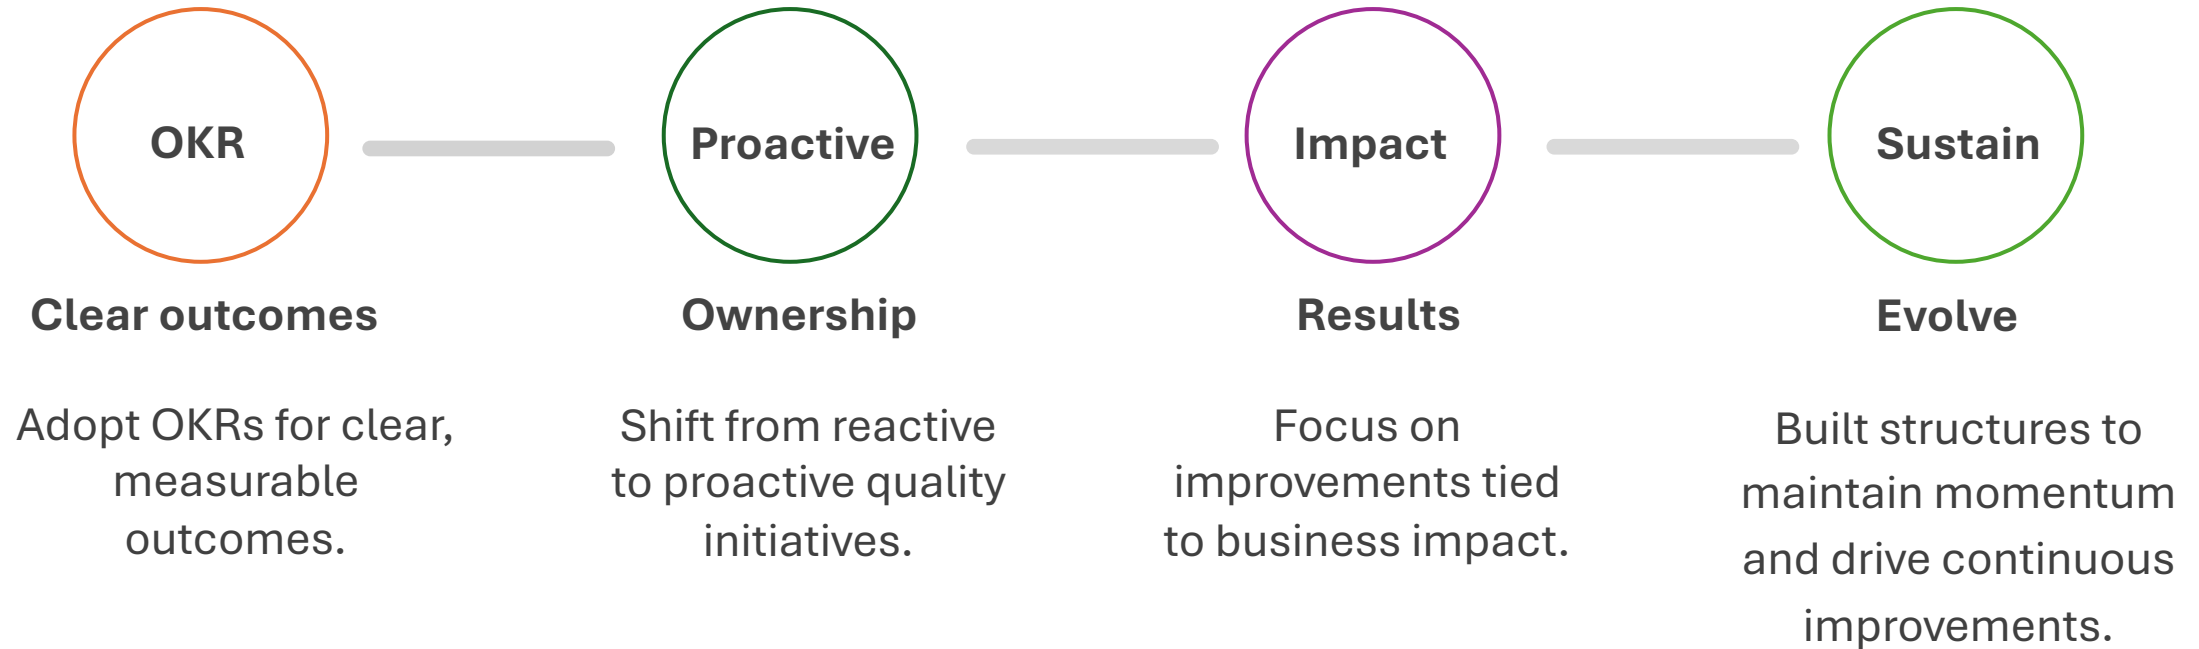 OKR
Proactive
Impact
Sustain
Clear outcomes
Ownership
Results
Evolve
Adopt OKRs for clear,
measurable
outcomes.
Shift from reactive
to proactive quality
initiatives.
Focus on
improvements tied
to business impact.
Built structures to
maintain momentum
and drive continuous
improvements.